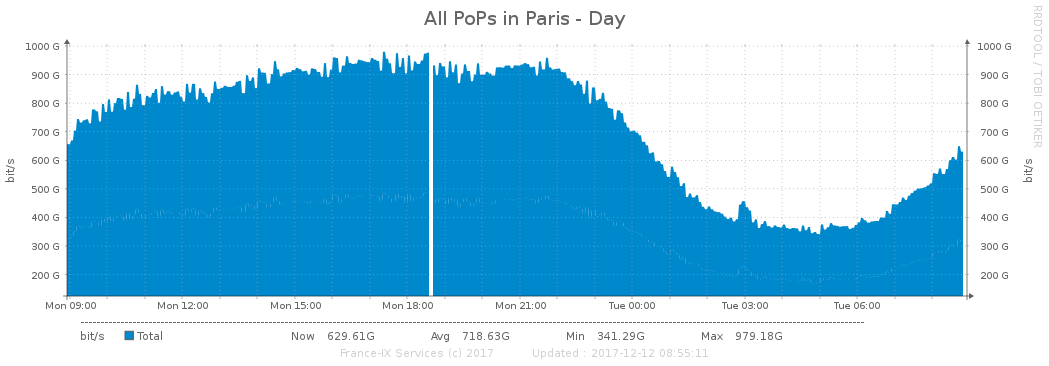 All PoPs in Paris - Day
RRDTOOL / TOBI OETIKER
1000 G 1000 G
900 G 900 G
800 G 800 G
700 G 700 G
600 G 600 G
500 G 500 G
400 G 400 G
300 G 300 G
200 G 200 G
bit/s bit/s
Mon 09:00 Mon 12:00 Mon 15:00 Mon 18:00 Mon 21:00 Tue 00:00 Tue 03:00 Tue 06:00
bit/s Total Now 629.61G Avg 718.63G Min 341.29G Max 979.18G
France-IX Services (c) 2017 Updated : 2017-12-12 08:55:11